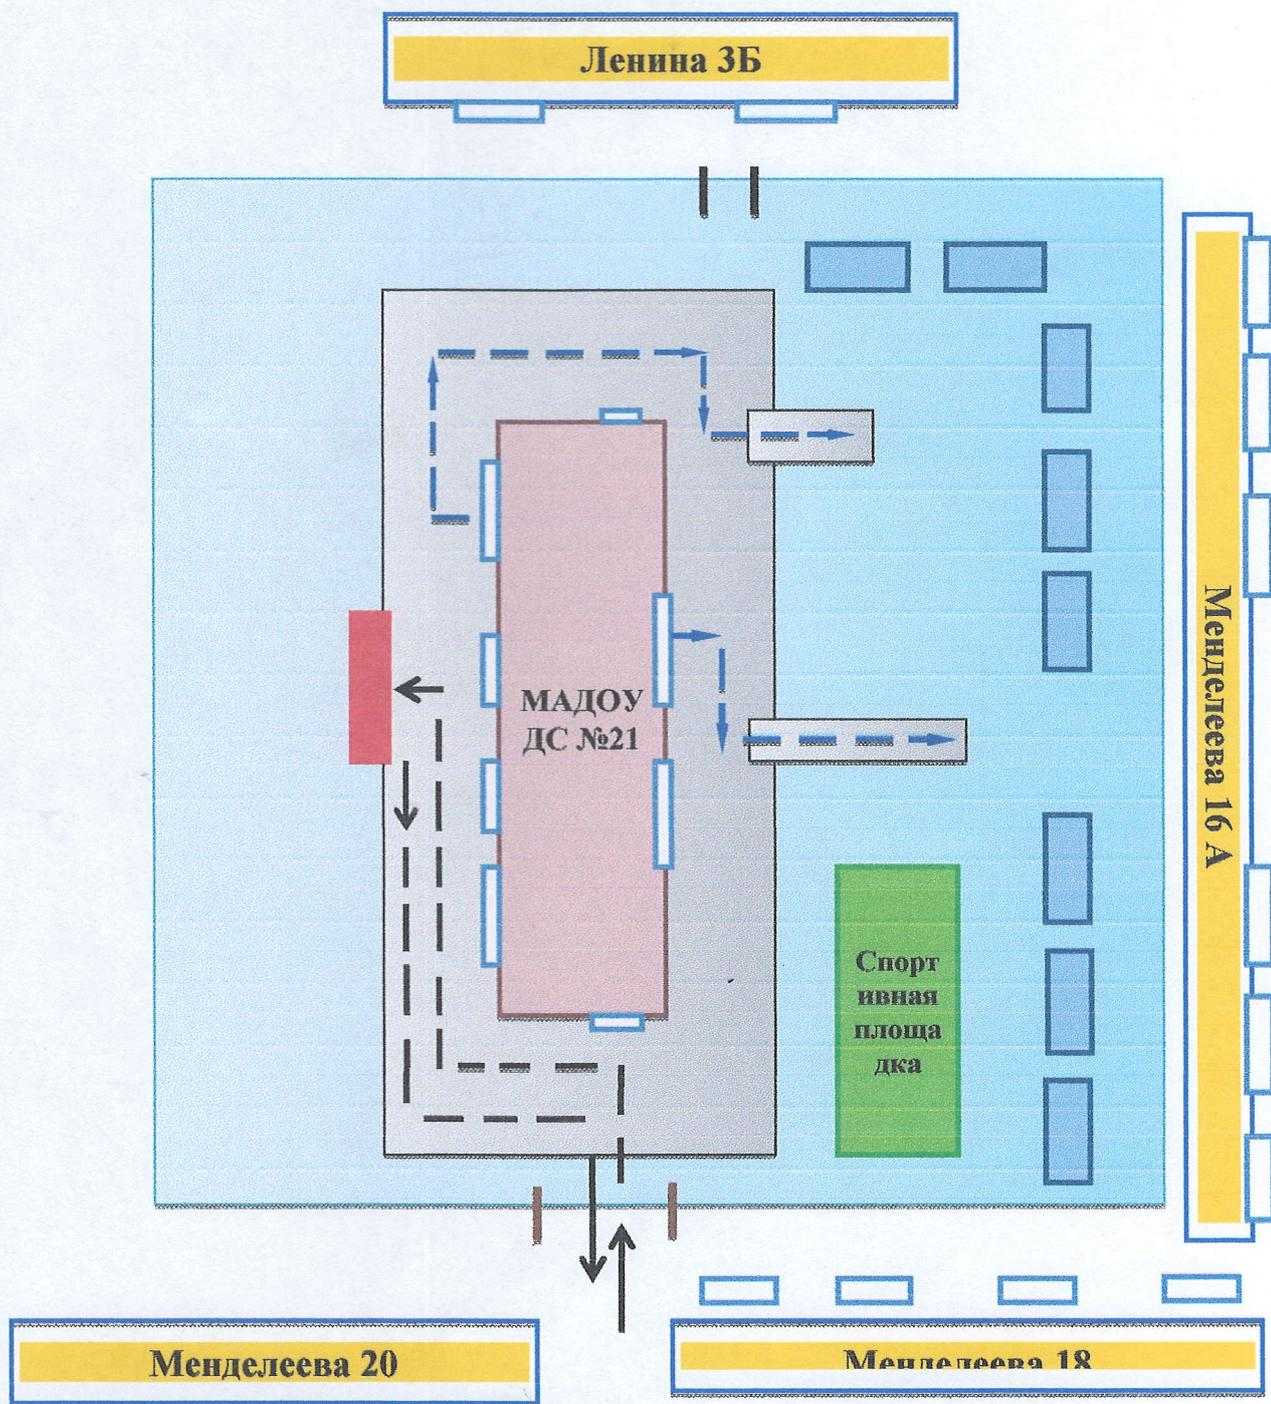 Ленина 3Б
МАДОУ
ДС №21
Менделеева 16 А
Спорт
ивная
площа
дка
Менделеева 20
Менделеева 18